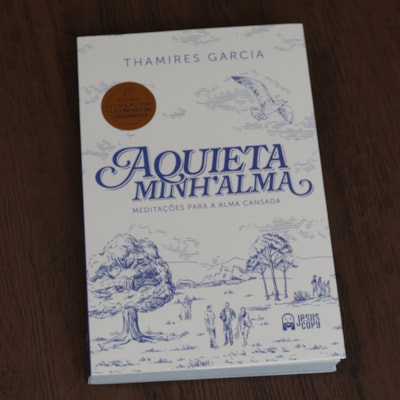 THAMIRES GARCIA
AQUIETA
MINH'ALMA
MEDITAÇÕES PARA A ALMA CANSADA
JESUS
COPY